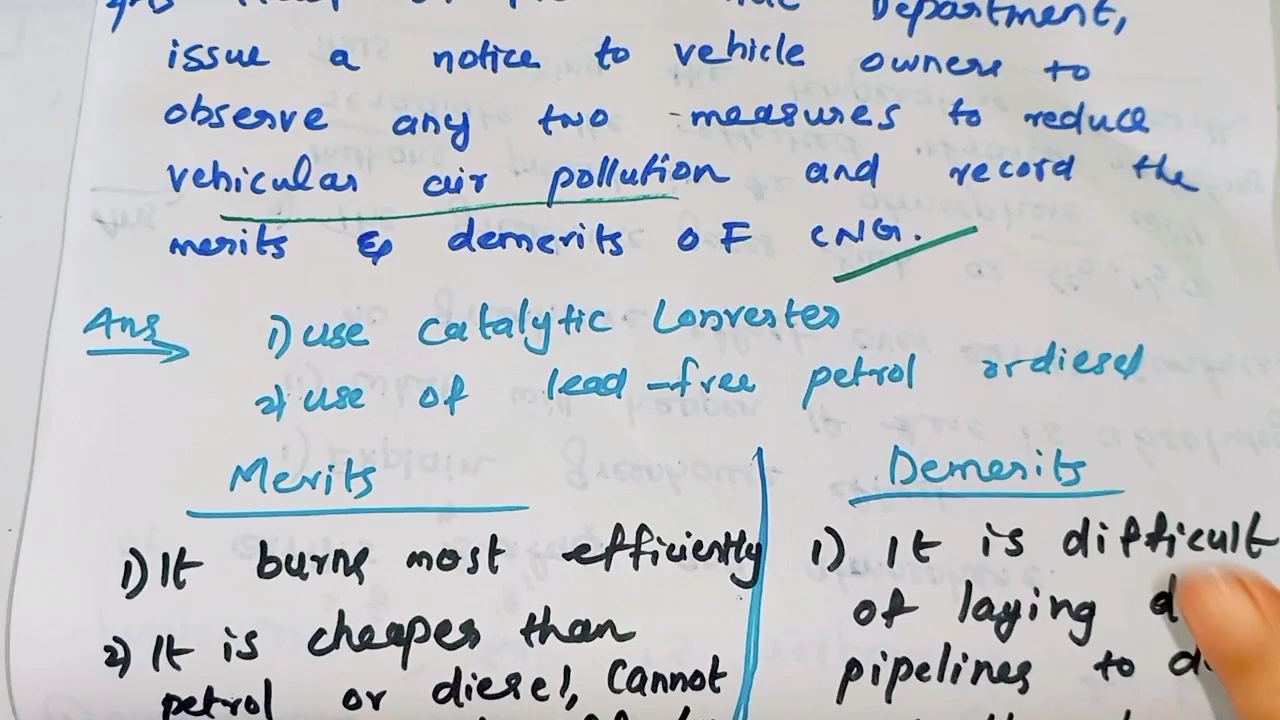 Department,
issue a notice to vehicle owners to
observe any two measures to reduce
vehicular air pollution and record the
merits & demerits of CNG.
Ans
1) use catalytic Converter
2) use of lead-free petrol or diesel
Merits
1) It burns most efficiently
2) It is cheaper than
petrol or diesel, cannot
Demerits
1) It is difficult
of laying
pipelines to